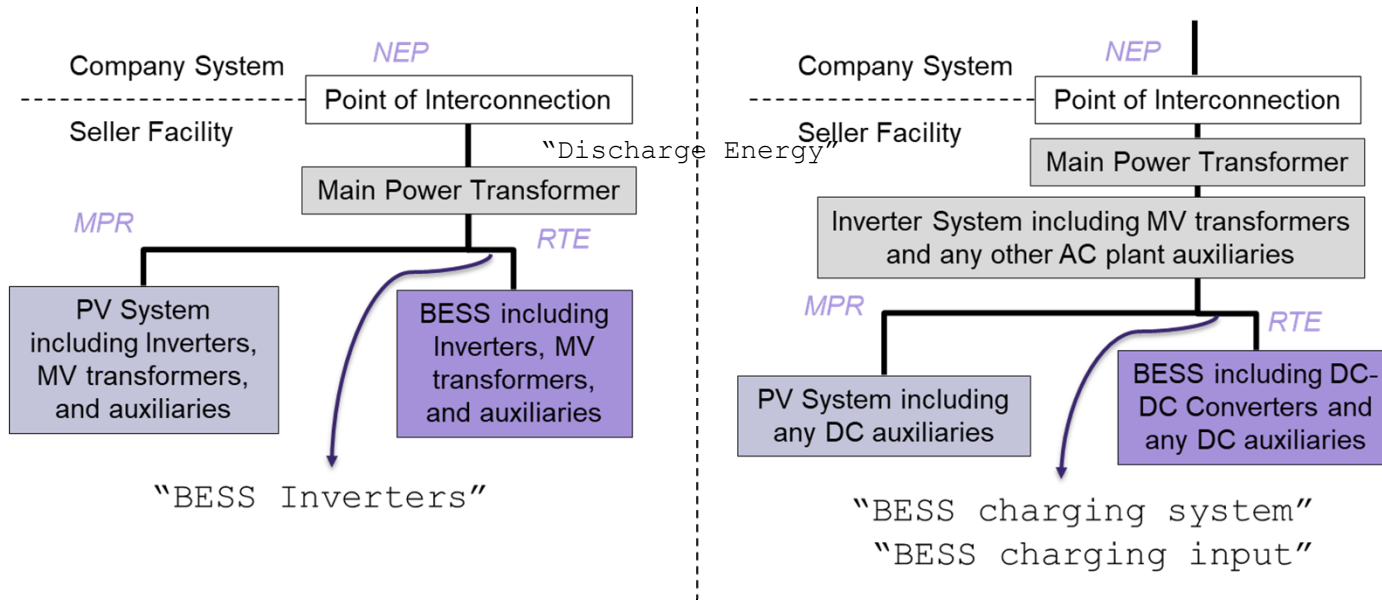 NEP
Company System
Point of Interconnection
Seller Facility
“Discharge Energy”
Main Power Transformer
MPR
RTE
PV System
including Inverters,
MV transformers,
and auxiliaries
BESS including
Inverters, MV
transformers,
and auxiliaries
“BESS Inverters”
NEP
Company System
Point of Interconnection
Seller Facility
Main Power Transformer
Inverter System including MV transformers
and any other AC plant auxiliaries
MPR
RTE
PV System including
any DC auxiliaries
BESS including DC-
DC Converters and
any DC auxiliaries
“BESS charging system”
“BESS charging input”